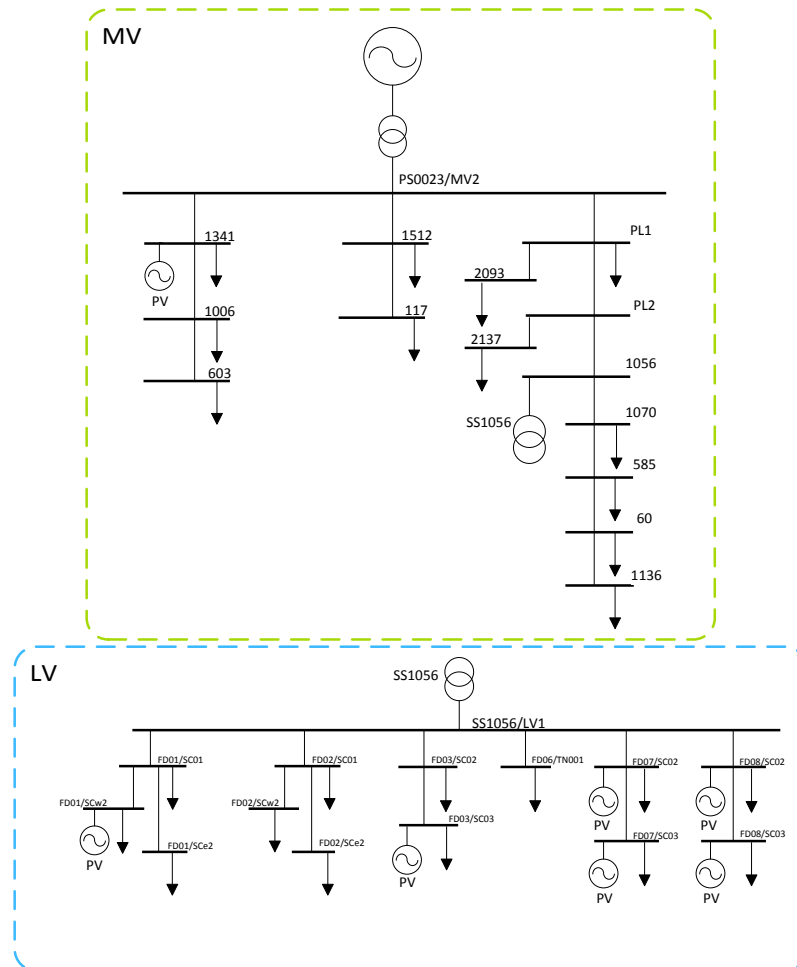 MV
PS0023/MV2
1341
PV
1006
603
1512
117
PL1
2093
PL2
2137
1056
SS1056
1070
585
60
1136
LV
SS1056
SS1056/LV1
FD01/SC01
FD01/SCw2
PV
FD01/SCe2
FD02/SC01
FD02/SCw2
FD02/SCe2
FD03/SC02
FD03/SC03
PV
FD06/TN001
FD07/SC02
PV
FD07/SC03
PV
FD08/SC02
PV
FD08/SC03
PV